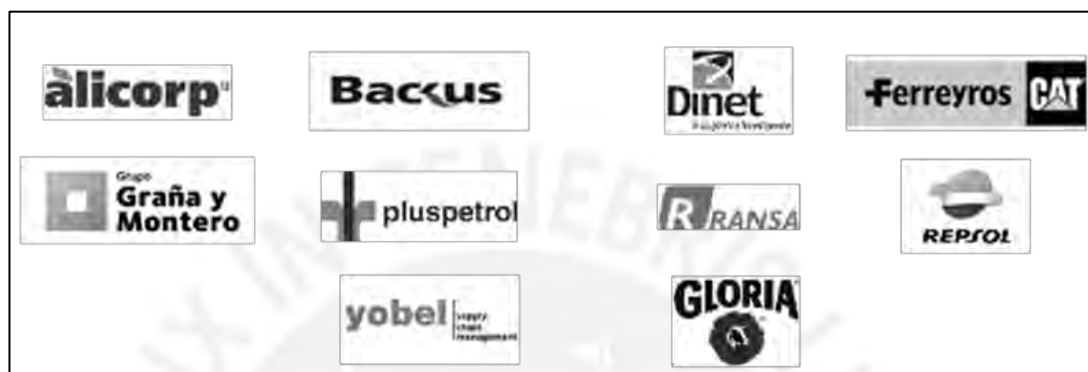 alicorp
Backus
Dinet
Ferreyros CAT
Grupo
Graña y
Montero
pluspetrol
RANSA
REPSOL
yobel supply
chain
management
GLORIA